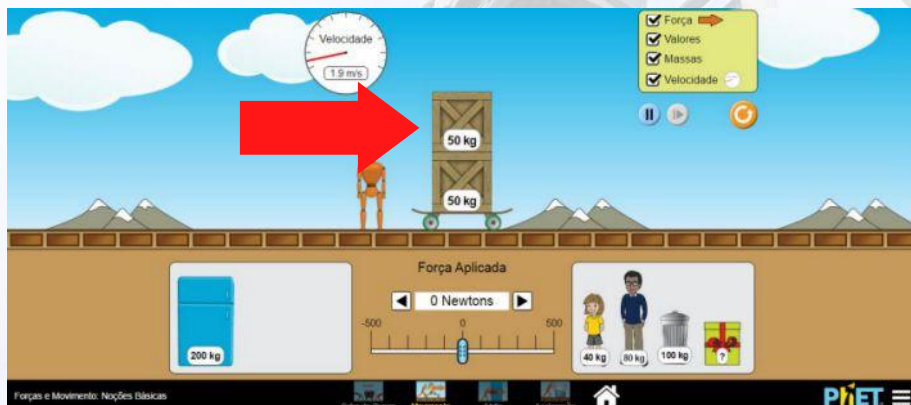 Velocidade
1.9 m/s
Força
Valores
Massas
Velocidade
50 kg
50 kg
Força Aplicada
0 Newtons
-500
0
500
200 kg
40 kg
80 kg
100 kg
?
Forças e Movimento: Noções Básicas
PhET